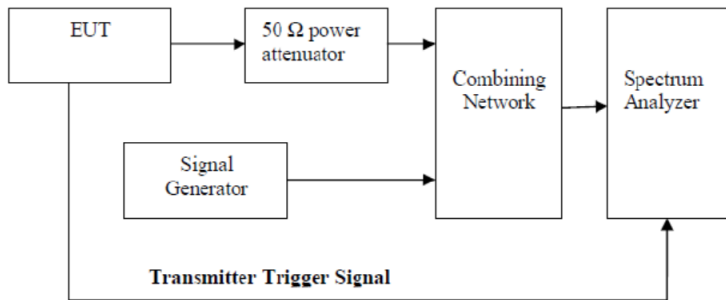 EUT
50 Ω power
attenuator
Combining
Network
Spectrum
Analyzer
Signal
Generator
Transmitter Trigger Signal